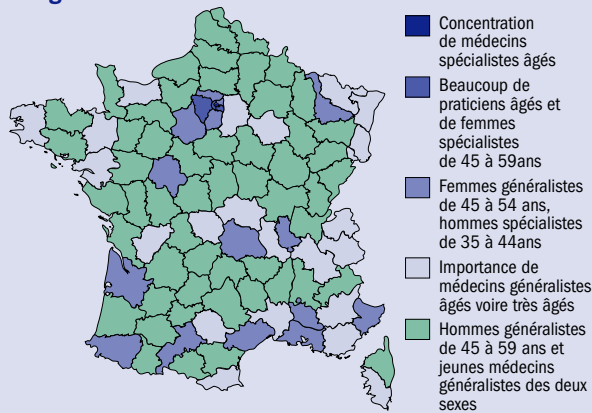 Concentration
de médecins
spécialistes âgés
Beaucoup de
praticiens âgés et
de femmes
spécialistes
de 45 à 59ans
Femmes généralistes
de 45 à 54 ans,
hommes spécialistes
de 35 à 44ans
Importance de
médecins généralistes
âgés voire très âgés
Hommes généralistes
de 45 à 59 ans et
jeunes médecins
généralistes des deux
sexes